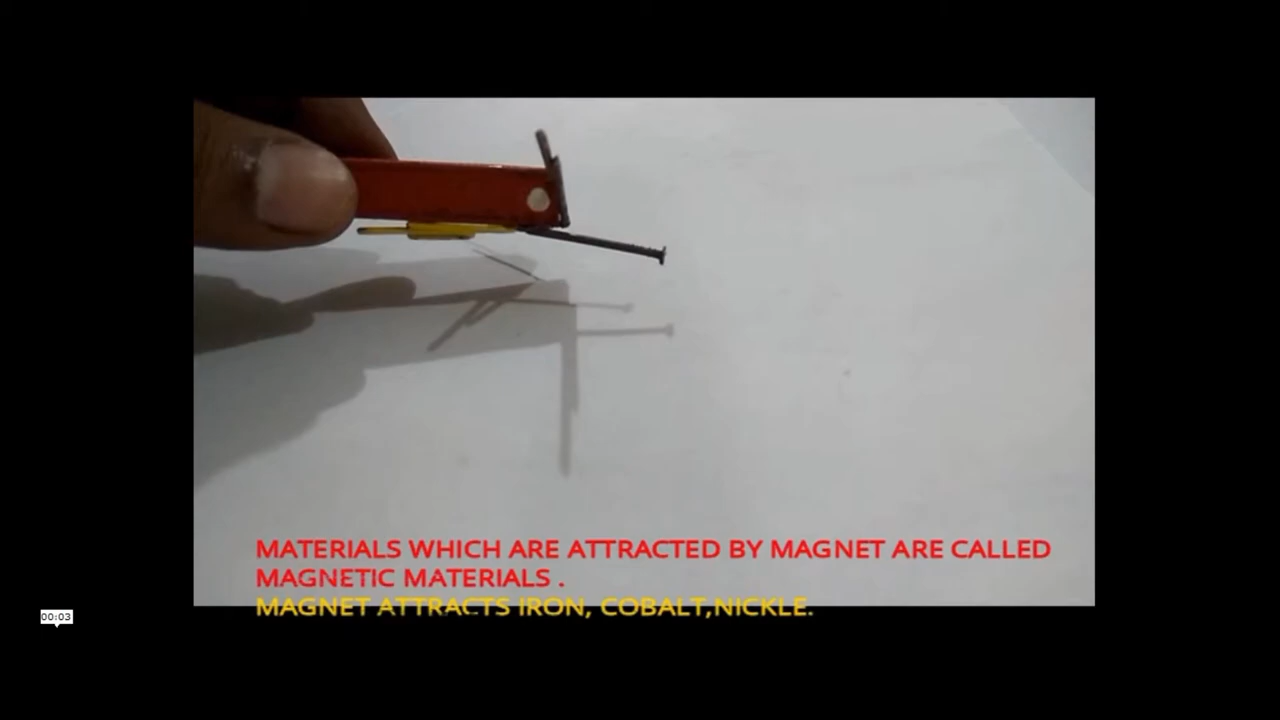 MATERIALS WHICH ARE ATTRACTED BY MAGNET ARE CALLED
MAGNETIC MATERIALS .
MAGNET ATTRACTS IRON, COBALT,NICKLE.
00:03